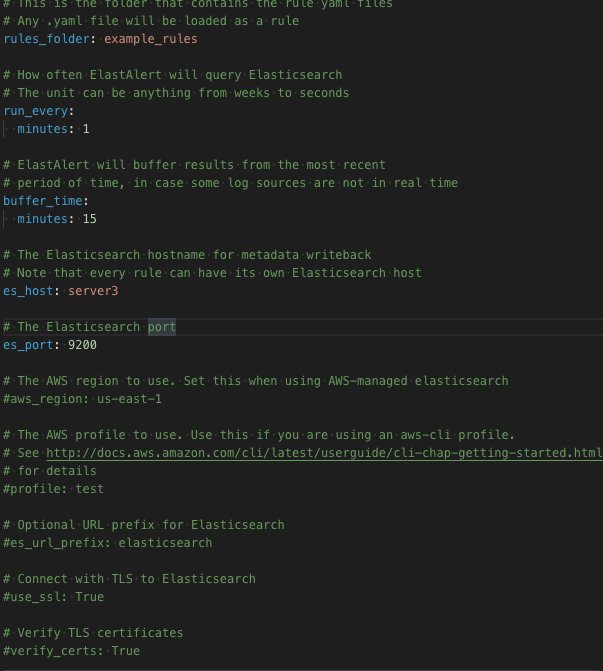 # This is the folder that contains the rule yaml files
# Any .yaml file will be loaded as a rule
rules_folder: example_rules
# How often ElastAlert will query Elasticsearch
# The unit can be anything from weeks to seconds
run_every:
  minutes: 1
# ElastAlert will buffer results from the most recent
# period of time, in case some log sources are not in real time
buffer_time:
  minutes: 15
# The Elasticsearch hostname for metadata writeback
# Note that every rule can have its own Elasticsearch host
es_host: server3
# The Elasticsearch port
es_port: 9200
# The AWS region to use. Set this when using AWS-managed elasticsearch
#aws_region: us-east-1
# The AWS profile to use. Use this if you are using an aws-cli profile.
# See http://docs.aws.amazon.com/cli/latest/userguide/cli-chap-getting-started.html
# for details
#profile: test
# Optional URL prefix for Elasticsearch
#es_url_prefix: elasticsearch
# Connect with TLS to Elasticsearch
#use_ssl: True
# Verify TLS certificates
#verify_certs: True